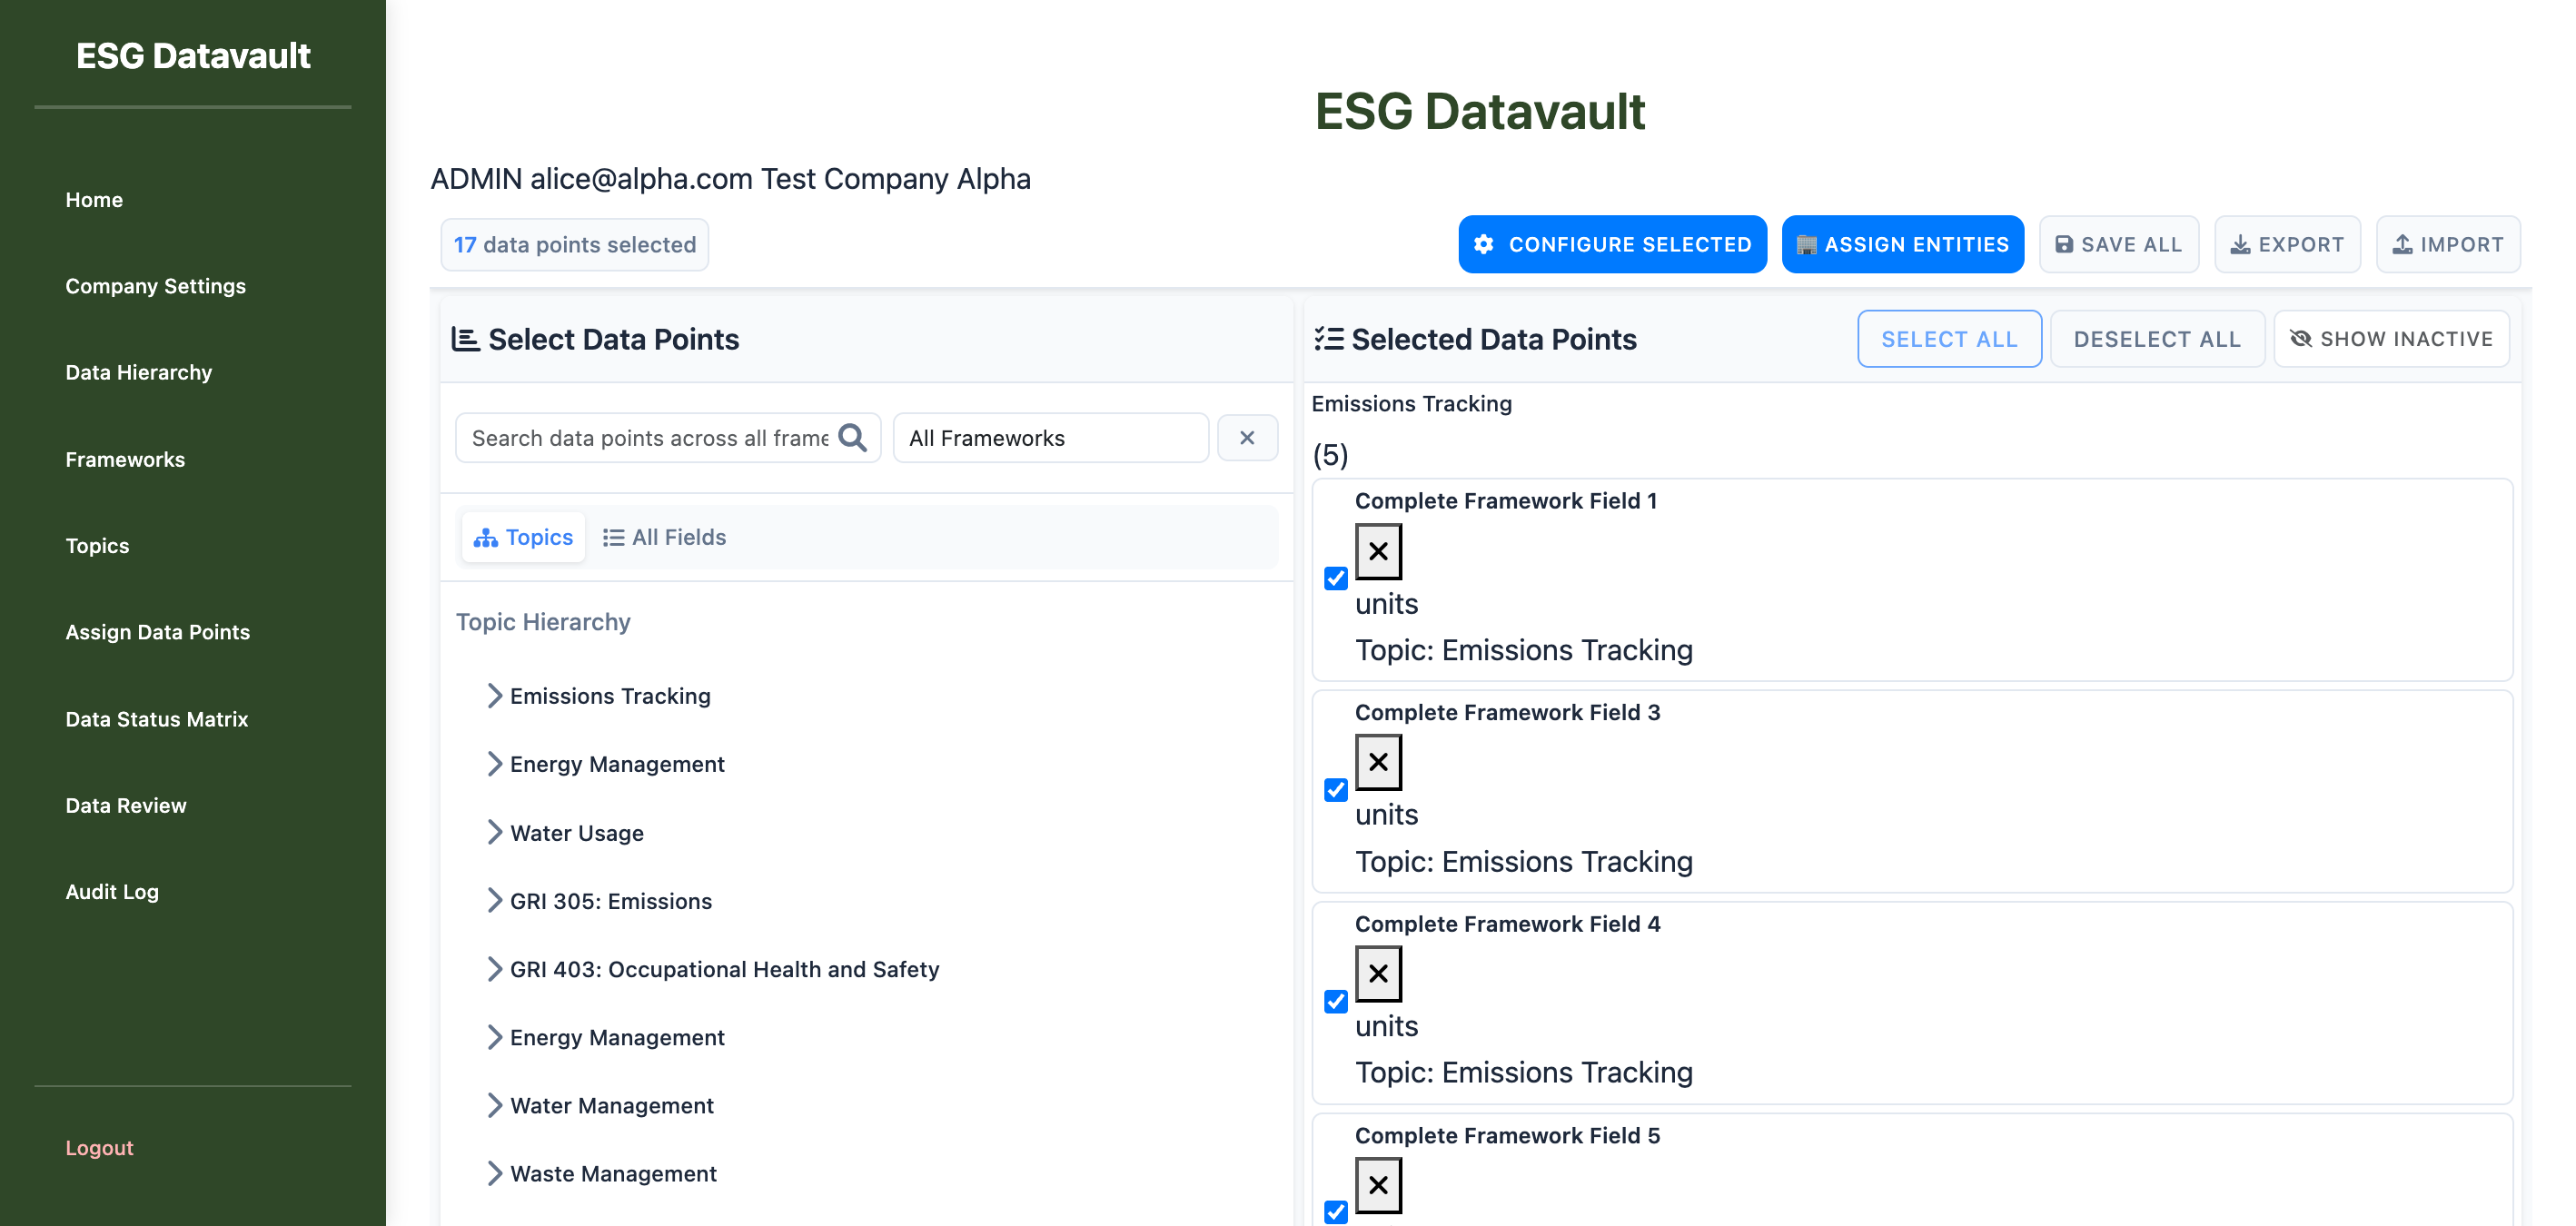 ESG Datavault
Home
Company Settings
Data Hierarchy
Frameworks
Topics
Assign Data Points
Data Status Matrix
Data Review
Audit Log
Logout
ESG Datavault
ADMIN alice@alpha.com Test Company Alpha
17 data points selected
CONFIGURE SELECTED
ASSIGN ENTITIES
SAVE ALL
EXPORT
IMPORT
Select Data Points
Search data points across all frame
All Frameworks
Topics
All Fields
Topic Hierarchy
Emissions Tracking
Energy Management
Water Usage
GRI 305: Emissions
GRI 403: Occupational Health and Safety
Energy Management
Water Management
Waste Management
Selected Data Points
SELECT ALL
DESELECT ALL
SHOW INACTIVE
Emissions Tracking
(5)
Complete Framework Field 1
units
Topic: Emissions Tracking
Complete Framework Field 3
units
Topic: Emissions Tracking
Complete Framework Field 4
units
Topic: Emissions Tracking
Complete Framework Field 5